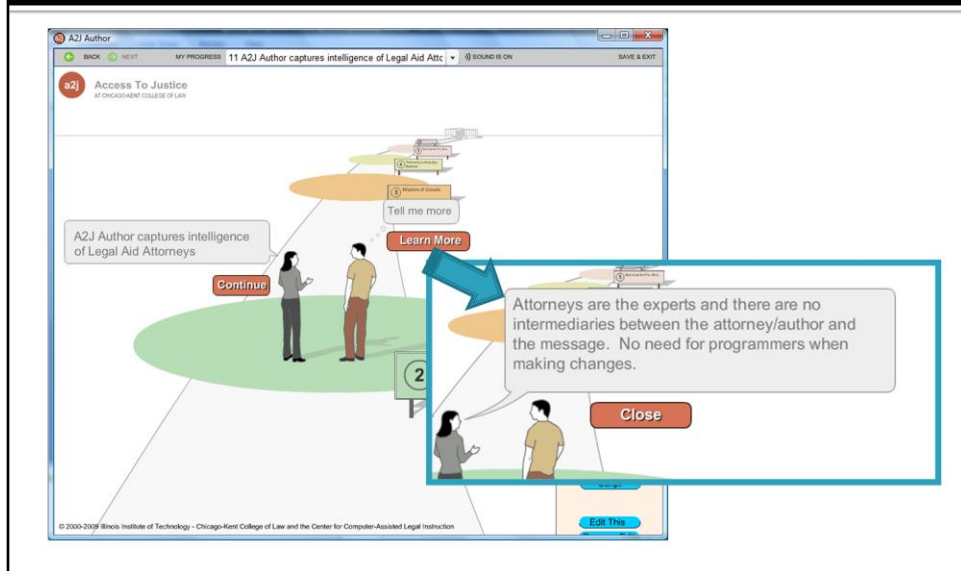 A2J Author
BACK NEXT MY PROGRESS 11 A2J Author captures intelligence of Legal Aid Attc SOUND IS ON SAVE & EXIT
a2j
Access To Justice
AT CHICAGO-KENT COLLEGE OF LAW
3
Tell me more
Learn More
A2J Author captures intelligence
of Legal Aid Attorneys
Continue
2
Attorneys are the experts and there are no
intermediaries between the attorney/author and
the message. No need for programmers when
making changes.
Close
Edit This
© 2000-2009 Illinois Institute of Technology - Chicago-Kent College of Law and the Center for Computer-Assisted Legal Instruction